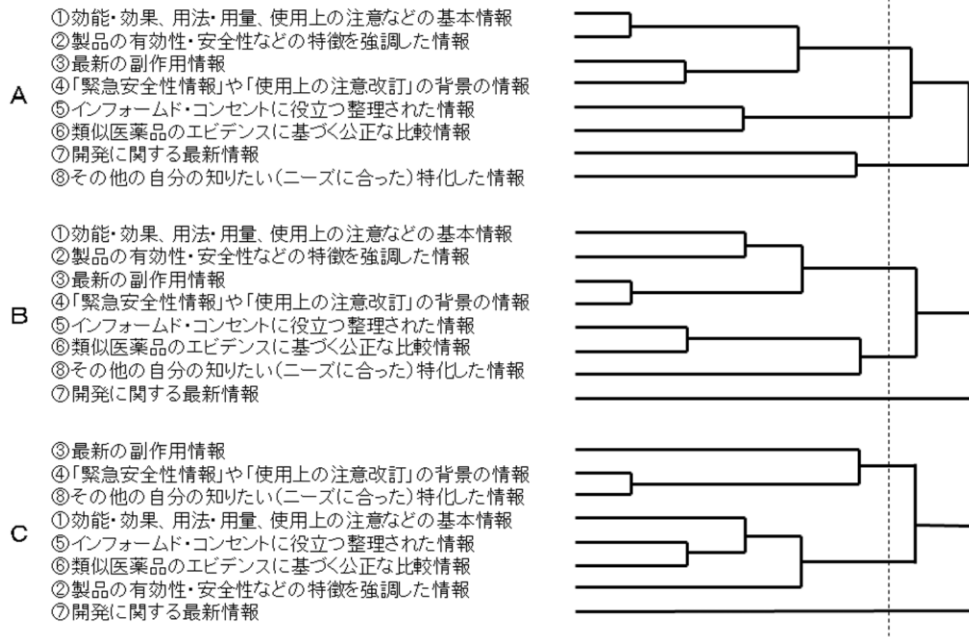 ①効能・効果、用法・用量、使用上の注意などの基本情報
②製品の有効性・安全性などの特徴を強調した情報
③最新の副作用情報
④「緊急安全性情報」や「使用上の注意改訂」の背景の情報
A
⑤インフォームド・コンセントに役立つ整理された情報
⑥類似医薬品のエビデンスに基づく公正な比較情報
⑦開発に関する最新情報
⑧その他の自分の知りたい(ニーズに合った)特化した情報
①効能・効果、用法・用量、使用上の注意などの基本情報
②製品の有効性・安全性などの特徴を強調した情報
③最新の副作用情報
④「緊急安全性情報」や「使用上の注意改訂」の背景の情報
B
⑤インフォームド・コンセントに役立つ整理された情報
⑥類似医薬品のエビデンスに基づく公正な比較情報
⑧その他の自分の知りたい(ニーズに合った)特化した情報
⑦開発に関する最新情報
③最新の副作用情報
④「緊急安全性情報」や「使用上の注意改訂」の背景の情報
⑧その他の自分の知りたい(ニーズに合った)特化した情報
①効能・効果、用法・用量、使用上の注意などの基本情報
C
⑤インフォームド・コンセントに役立つ整理された情報
⑥類似医薬品のエビデンスに基づく公正な比較情報
②製品の有効性・安全性などの特徴を強調した情報
⑦開発に関する最新情報